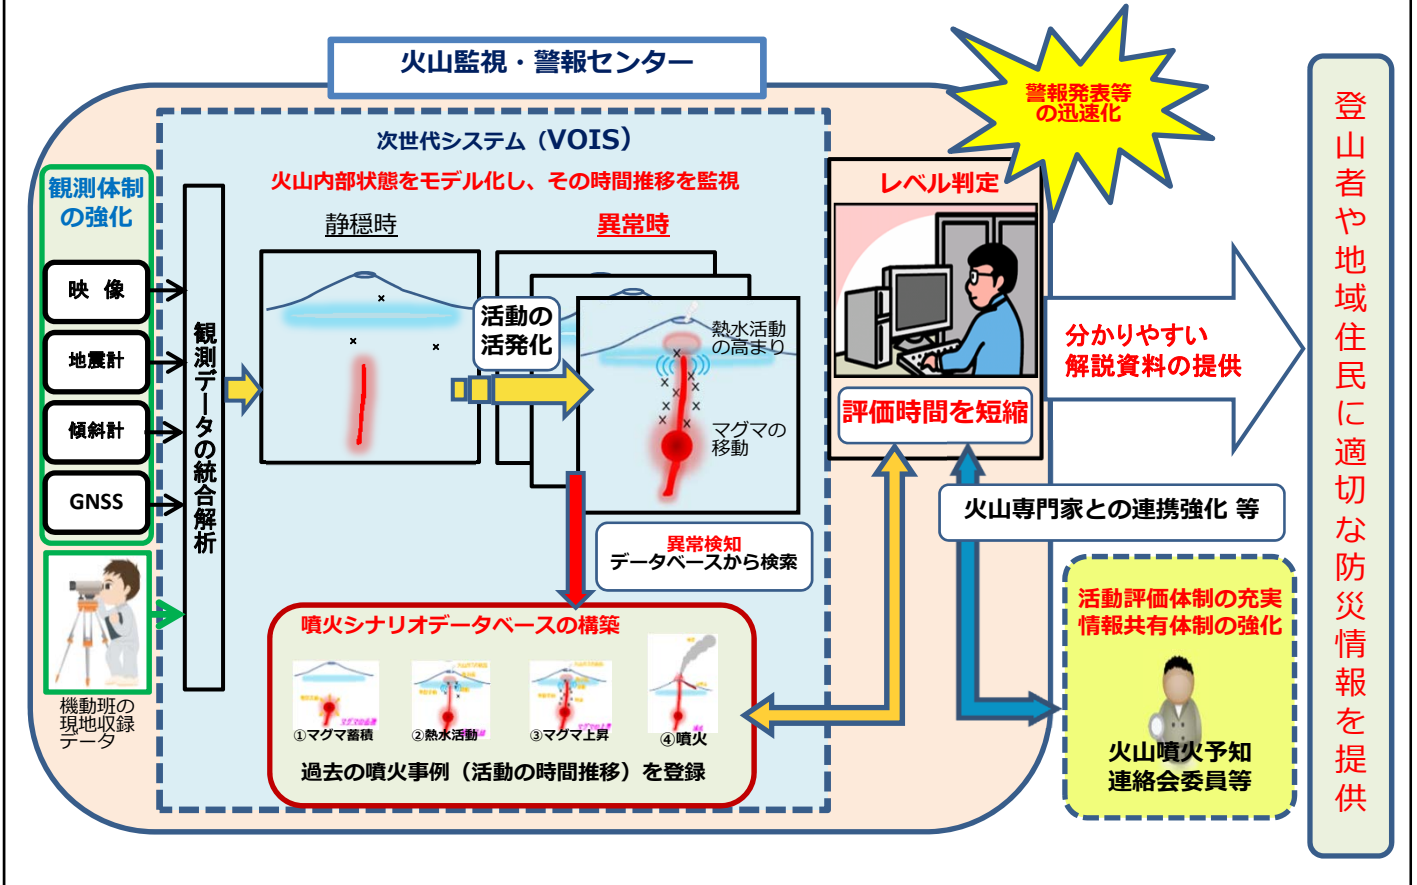 火山監視・警報センター
警報発表等
の迅速化
次世代システム（VOIS）
火山内部状態をモデル化し、その時間推移を監視
観測体制
の強化
映 像
地震計
傾斜計
GNSS
機動班の
現地収録
データ
観測データの統合解析
静穏時
異常時
活動の
活発化
熱水活動
の高まり
マグマの
移動
異常検知
データベースから検索
噴火シナリオデータベースの構築
①マグマ蓄積
②熱水活動
③マグマ上昇
④噴火
過去の噴火事例（活動の時間推移）を登録
レベル判定
評価時間を短縮
分かりやすい
解説資料の提供
火山専門家との連携強化 等
活動評価体制の充実
情報共有体制の強化
火山噴火予知
連絡会委員等
登山者や地域住民に適切な防災情報を提供